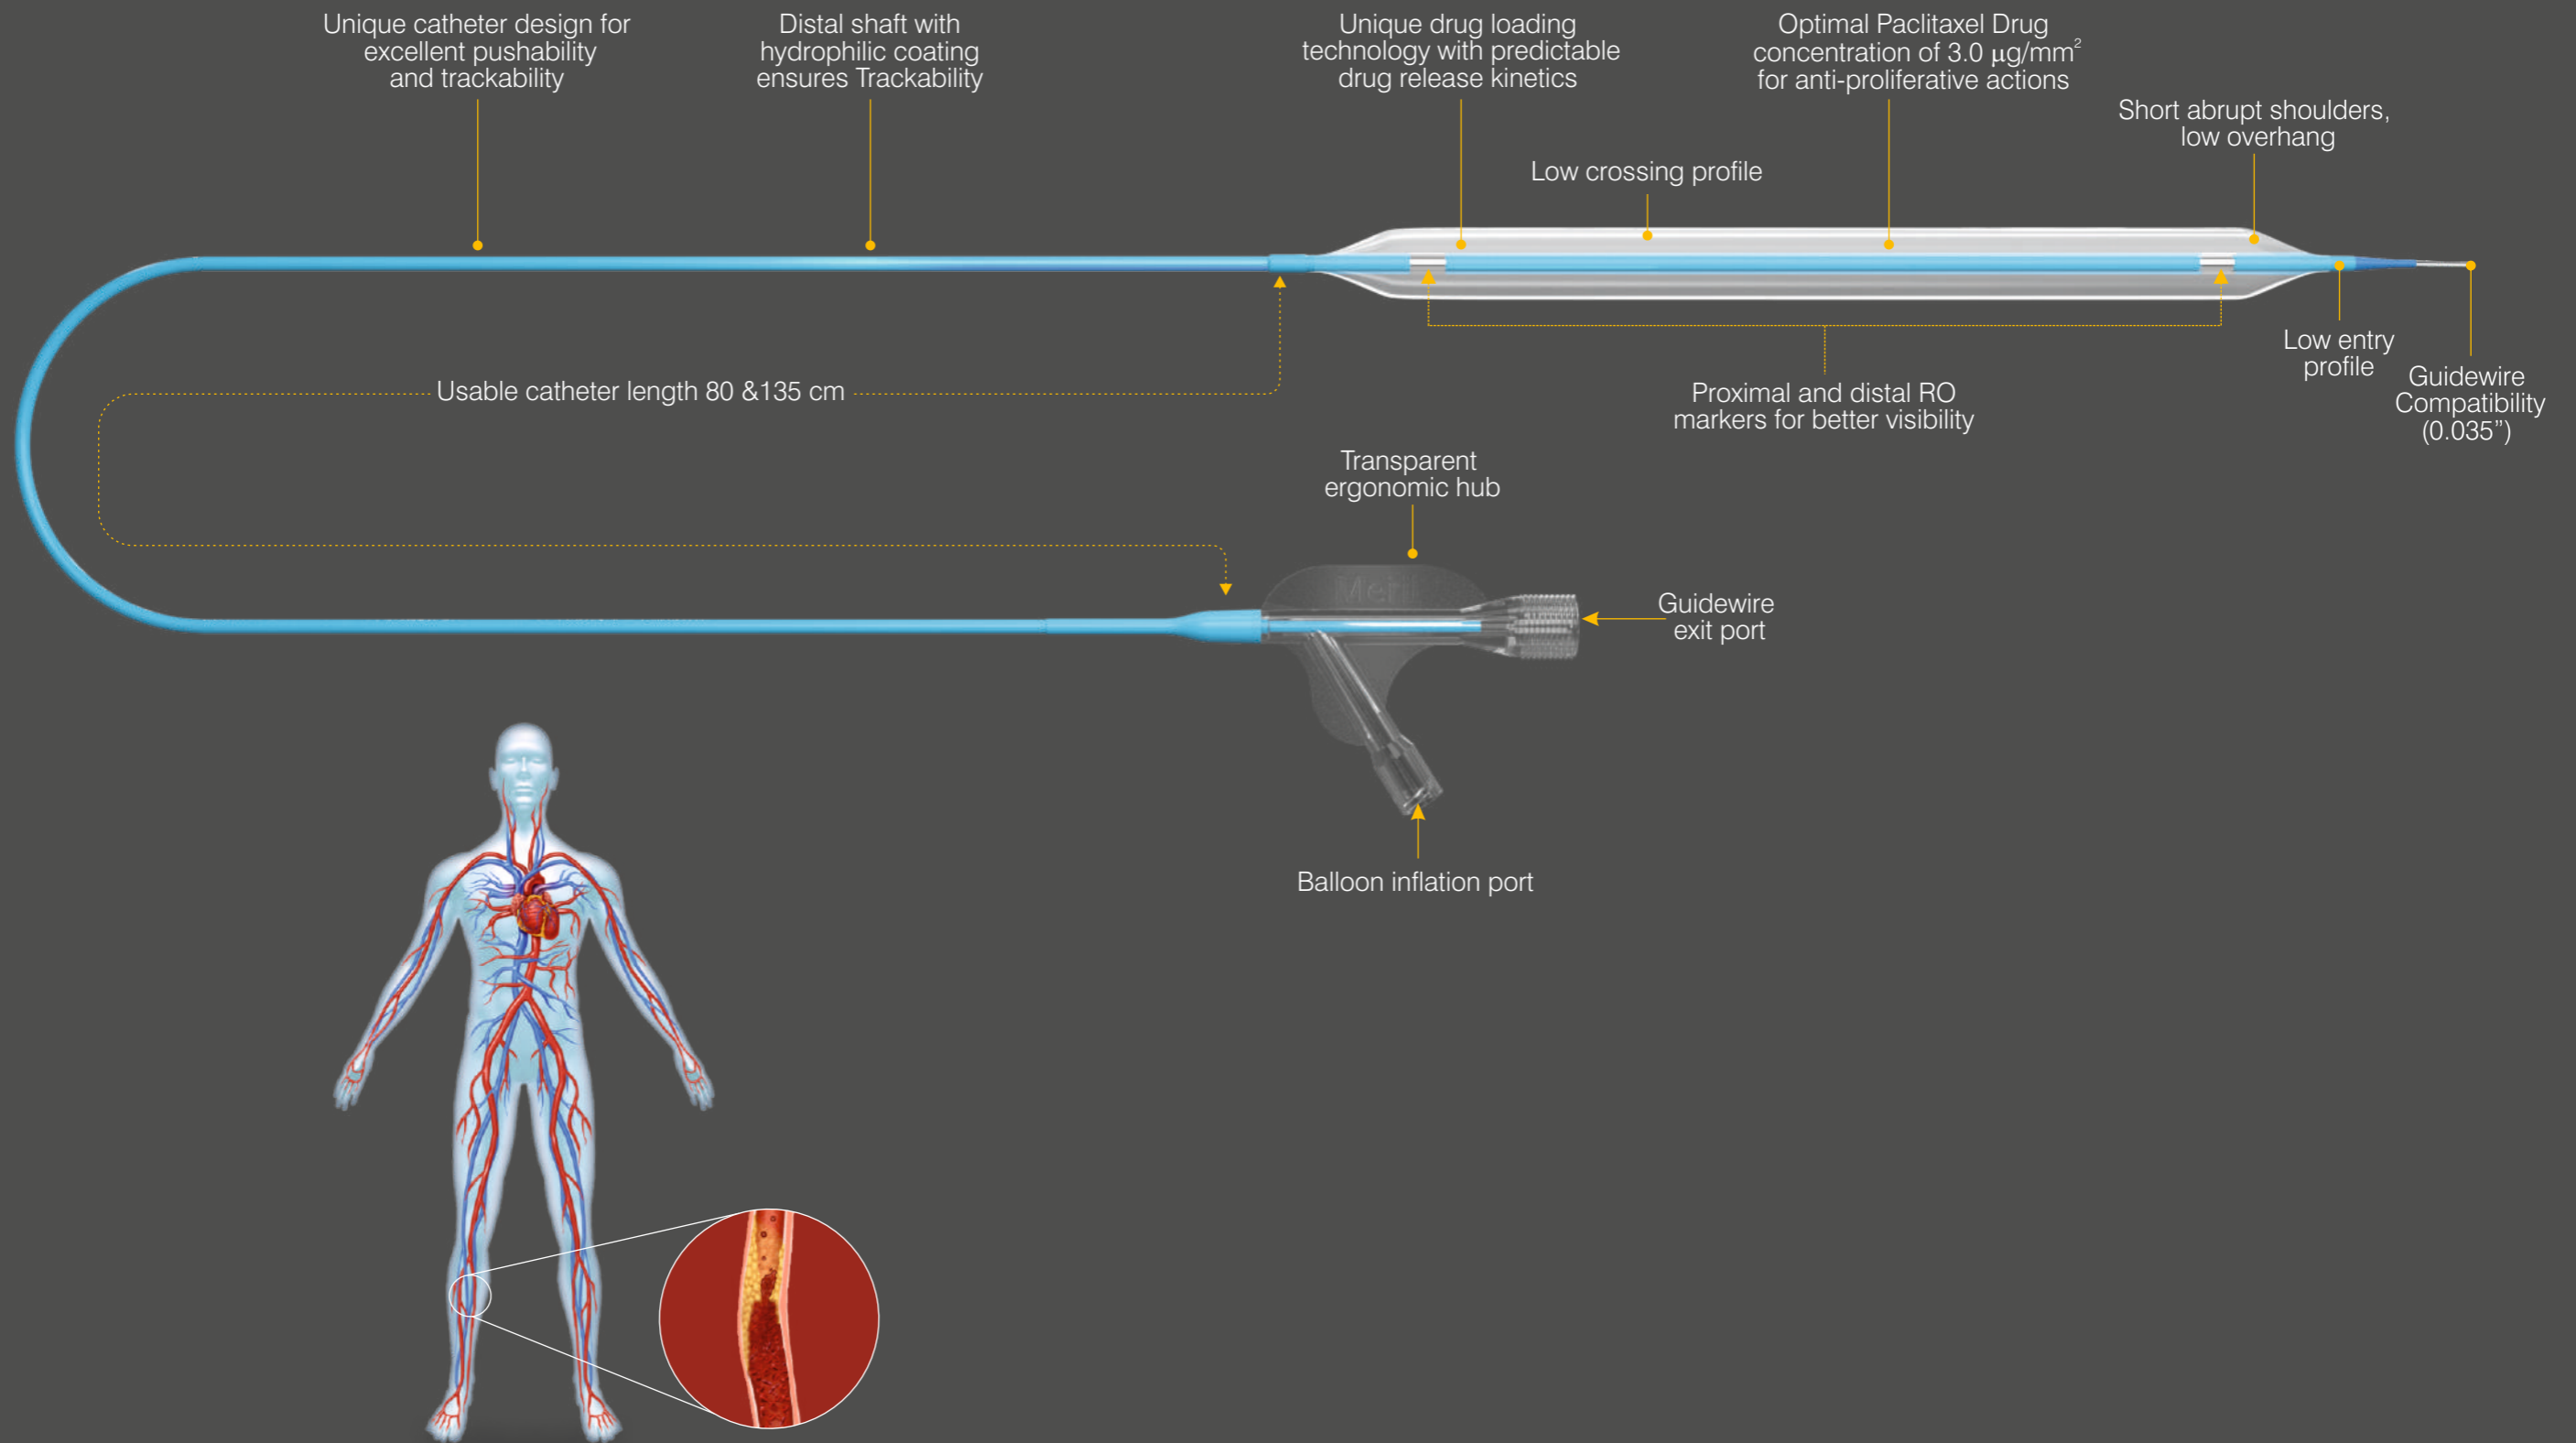 Unique catheter design for
excellent pushability
and trackability
Distal shaft with
hydrophilic coating
ensures Trackability
Unique drug loading
technology with predictable
drug release kinetics
Optimal Paclitaxel Drug
concentration of 3.0 µg/mm²
for anti-proliferative actions
Short abrupt shoulders,
low overhang
Low crossing profile
Low entry
profile
Guidewire
Compatibility
(0.035”)
Usable catheter length 80 &135 cm
Proximal and distal RO
markers for better visibility
Transparent
ergonomic hub
Meril
Guidewire
exit port
Balloon inflation port